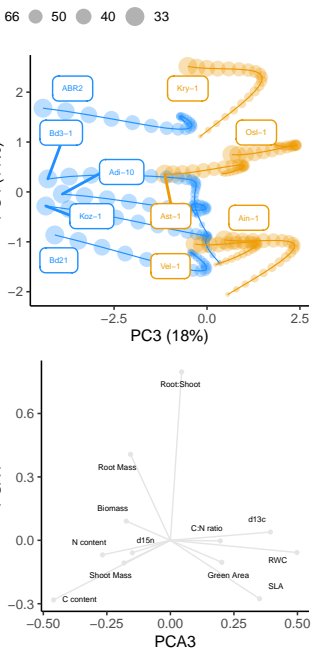 66 50 40 33
ABR2
Kry−1
Bd3−1
Osl−1
Adi−10
Koz−1
Ast−1
Ain−1
Bd21
Vel−1
2
1
0
−1
−2
−2.5 0.0 2.5
PC3 (18%)
Root:Shoot
0.6
Root Mass
0.3
Biomass
d13c
C:N ratio
N content
d15n
0.0
RWC
Shoot Mass
Green Area
SLA
C content
−0.3
−0.50 −0.25 0.00 0.25 0.50
PCA3